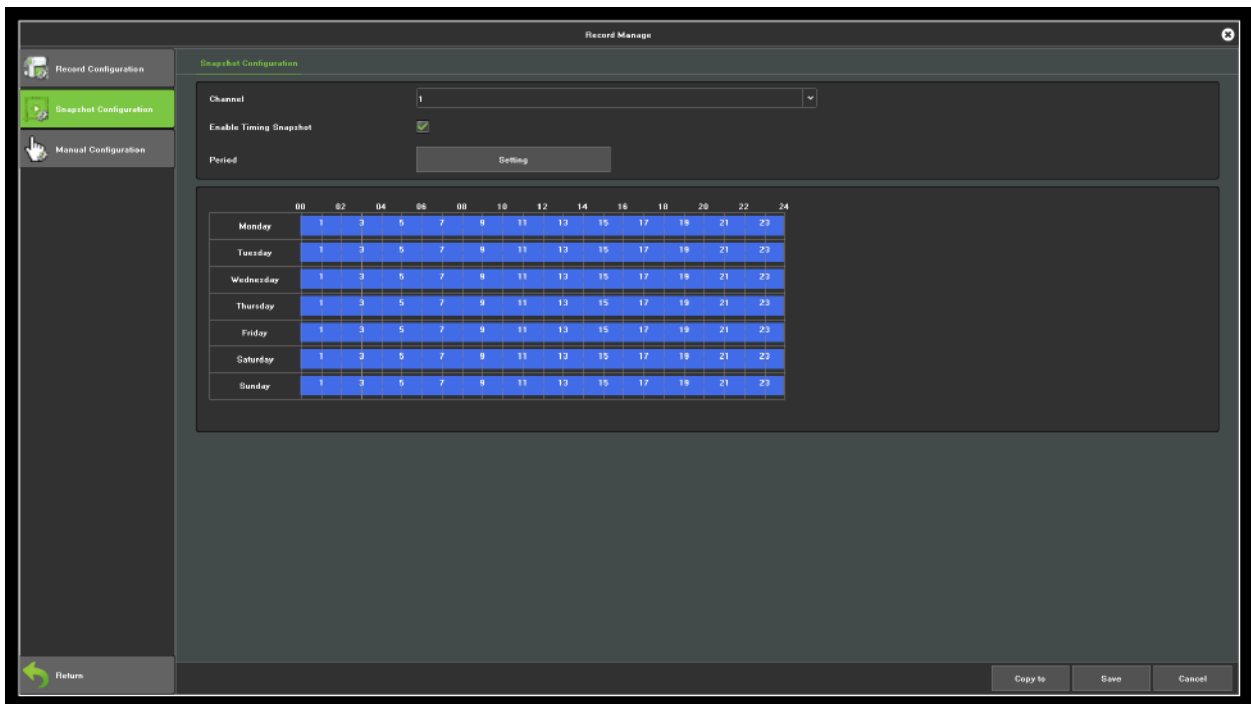 Record Manage
Record Configuration
Snapshot Configuration
Manual Configuration
Return
Snapshot Configuration
Channel 1
Enable Timing Snapshot
Period Setting
00 02 04 06 08 10 12 14 16 18 20 22 24
Monday 1 3 5 7 9 11 13 15 17 19 21 23
Tuesday 1 3 5 7 9 11 13 15 17 19 21 23
Wednesday 1 3 5 7 9 11 13 15 17 19 21 23
Thursday 1 3 5 7 9 11 13 15 17 19 21 23
Friday 1 3 5 7 9 11 13 15 17 19 21 23
Saturday 1 3 5 7 9 11 13 15 17 19 21 23
Sunday 1 3 5 7 9 11 13 15 17 19 21 23
Copy to Save Cancel